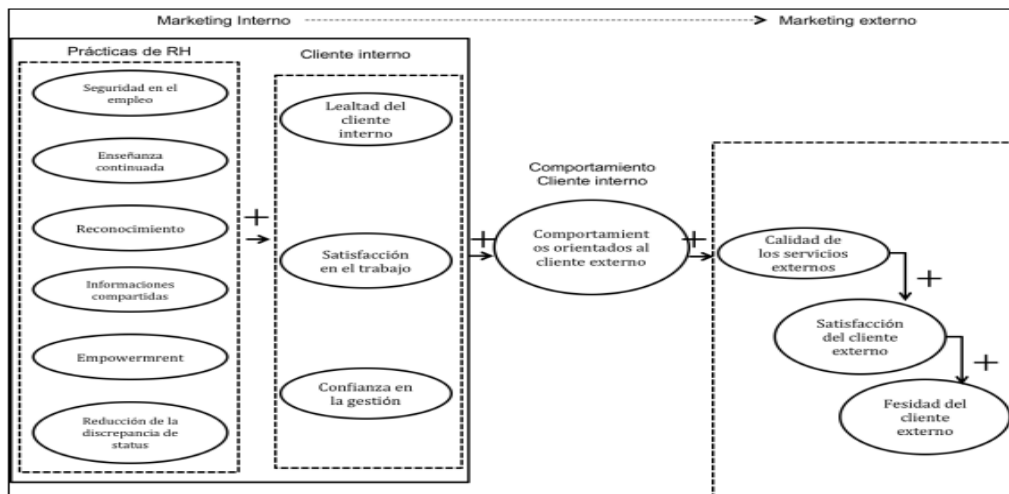 Marketing Interno
Marketing externo
Prácticas de RH
Seguridad en el
empleo
Enseñanza
continuada
Reconocimiento
Informaciones
compartidas
Empowermrent
Reducción de la
discrepancia de
status
+
Cliente interno
Lealtad del
cliente
interno
Satisfacción
en el trabajo
Confianza en
la gestión
+
Comportamiento
Cliente interno
Comportamient
os orientados al
cliente externo
+
Calidad de
los servicios
externos
+
Satisfacción
del cliente
externo
+
Fesidad del
cliente
externo